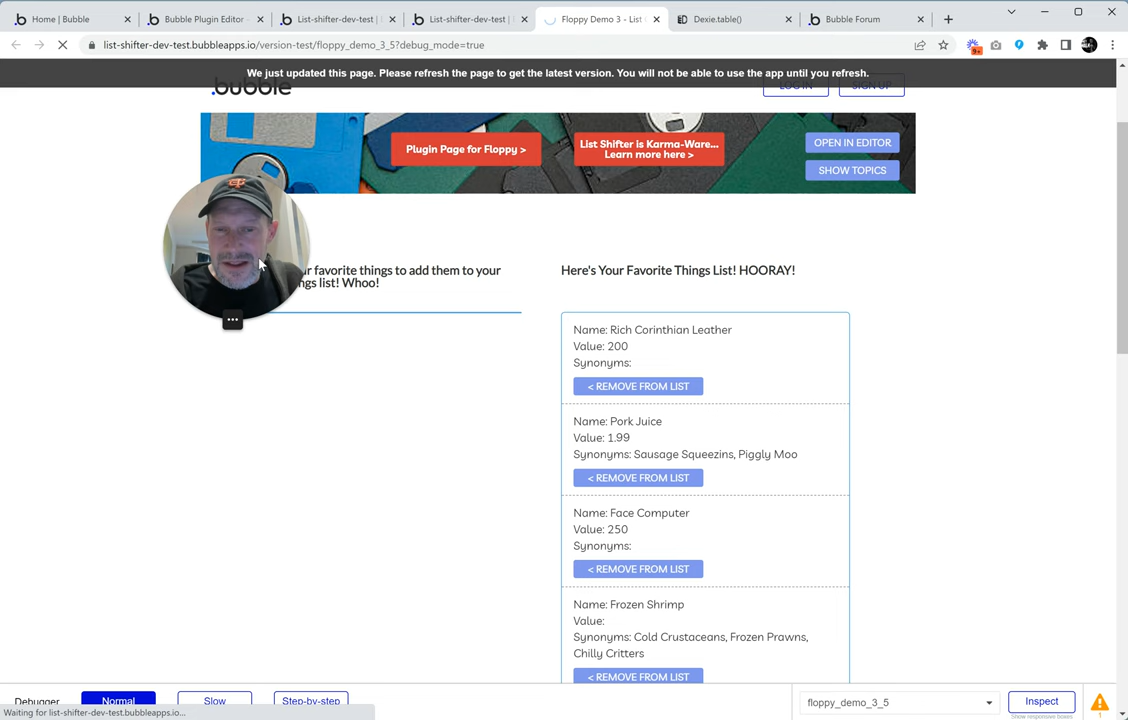 Home | Bubble
Bubble Plugin Editor -
List-shifter-dev-test |
List-shifter-dev-test |
Floppy Demo 3 - List
Dexie.table()
Bubble Forum
list-shifter-dev-test.bubbleapps.io/version-test/floppy_demo_3_5?debug_mode=true
9+
We just updated this page. Please refresh the page to get the latest version. You will not be able to use the app until you refresh.
.bubble
LOG IN
SIGN UP
Plugin Page for Floppy >
List Shifter is Karma-Ware...
Learn more here >
OPEN IN EDITOR
SHOW TOPICS
r favorite things to add them to your
ngs list! Whoo!
Here's Your Favorite Things List! HOORAY!
Name: Rich Corinthian Leather
Value: 200
Synonyms:
< REMOVE FROM LIST
Name: Pork Juice
Value: 1.99
Synonyms: Sausage Squeezins, Piggly Moo
< REMOVE FROM LIST
Name: Face Computer
Value: 250
Synonyms:
< REMOVE FROM LIST
Name: Frozen Shrimp
Value:
Synonyms: Cold Crustaceans, Frozen Prawns,
Chilly Critters
< REMOVE FROM LIST
Debugger
Normal
Slow
Step-by-step
floppy_demo_3_5
Inspect
Show responsive boxes
1
Waiting for list-shifter-dev-test.bubbleapps.io...